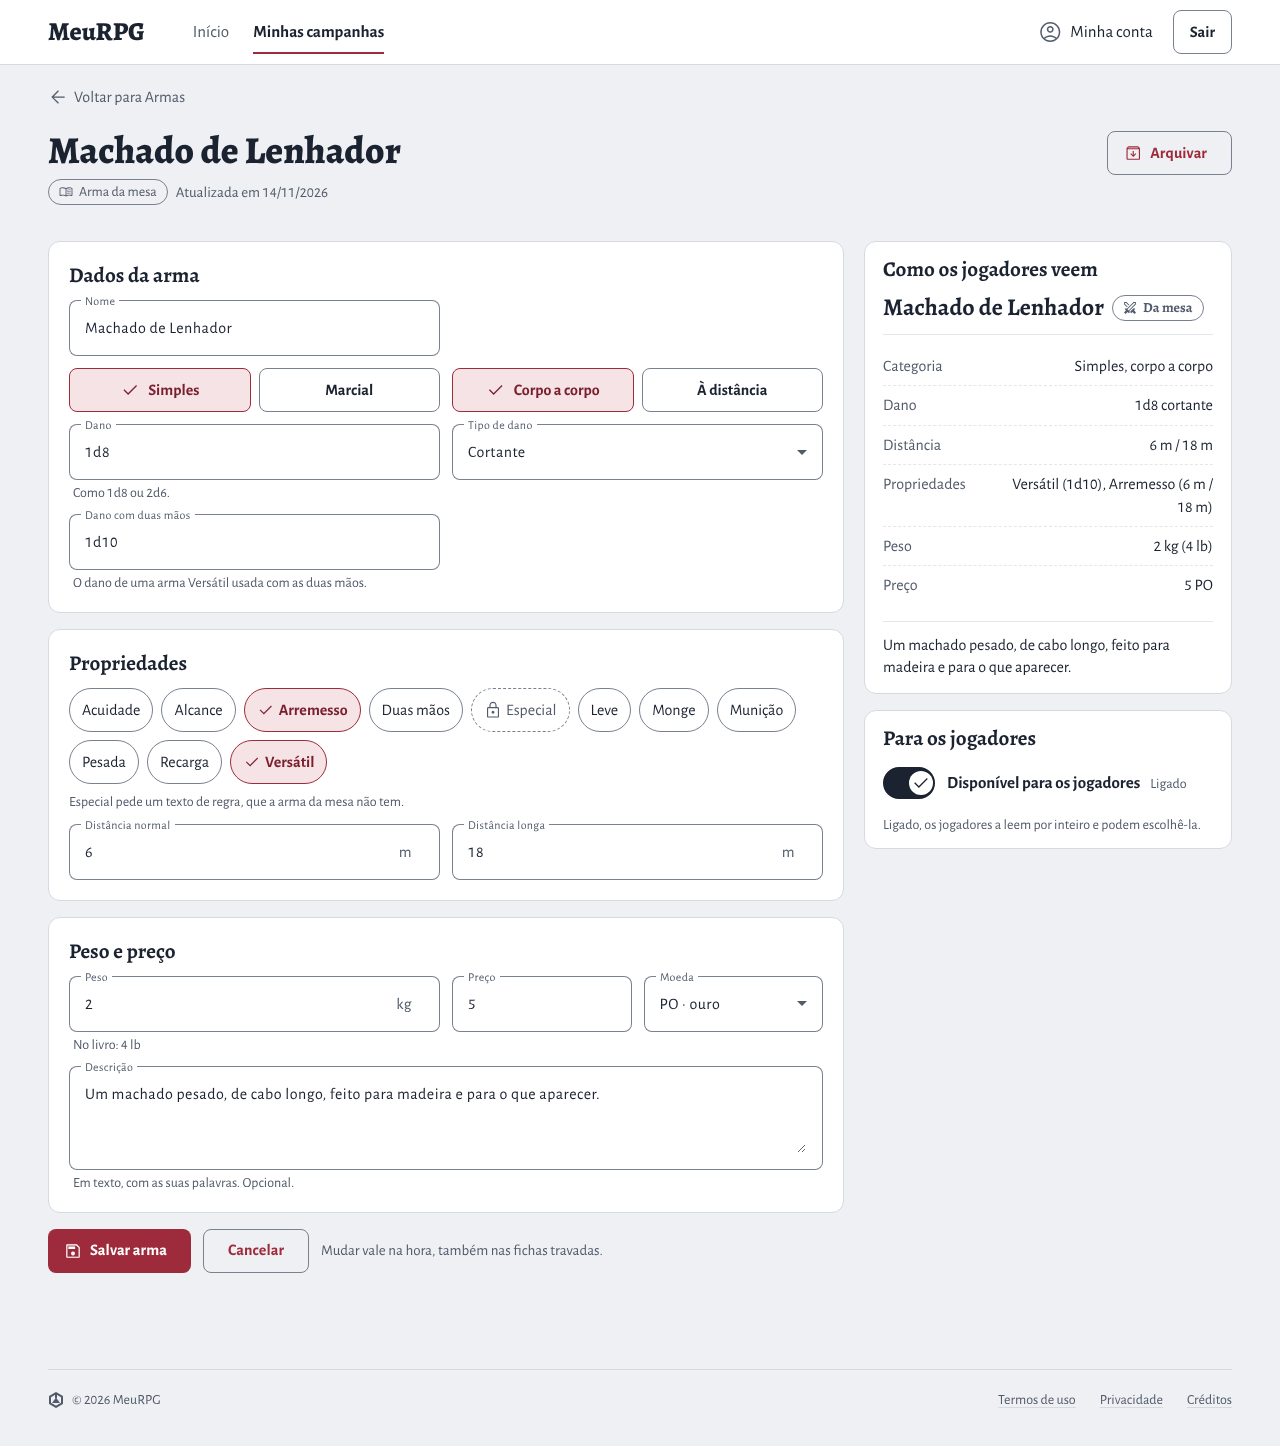 MeuRPG
Início
Minhas campanhas
Minha conta
Sair
Voltar para Armas
Machado de Lenhador
Arquivar
Arma da mesa
Atualizada em 14/11/2026
Dados da arma
Nome
Machado de Lenhador
Simples
Marcial
Corpo a corpo
À distância
Dano
1d8
Tipo de dano
Cortante
Como 1d8 ou 2d6.
Dano com duas mãos
1d10
O dano de uma arma Versátil usada com as duas mãos.
Propriedades
Acuidade
Alcance
Arremesso
Duas mãos
Especial
Leve
Monge
Munição
Pesada
Recarga
Versátil
Especial pede um texto de regra, que a arma da mesa não tem.
Distância normal
6 m
Distância longa
18 m
Peso e preço
Peso
2 kg
Preço
5
Moeda
PO · ouro
No livro: 4 lb
Descrição
Um machado pesado, de cabo longo, feito para madeira e para o que aparecer.
Em texto, com as suas palavras. Opcional.
Salvar arma
Cancelar
Mudar vale na hora, também nas fichas travadas.
Como os jogadores veem
Machado de Lenhador
Da mesa
Categoria Simples, corpo a corpo
Dano 1d8 cortante
Distância 6 m / 18 m
Propriedades Versátil (1d10), Arremesso (6 m /
18 m)
Peso 2 kg (4 lb)
Preço 5 PO
Um machado pesado, de cabo longo, feito para
madeira e para o que aparecer.
Para os jogadores
Disponível para os jogadores Ligado
Ligado, os jogadores a leem por inteiro e podem escolhê-la.
© 2026 MeuRPG
Termos de uso
Privacidade
Créditos